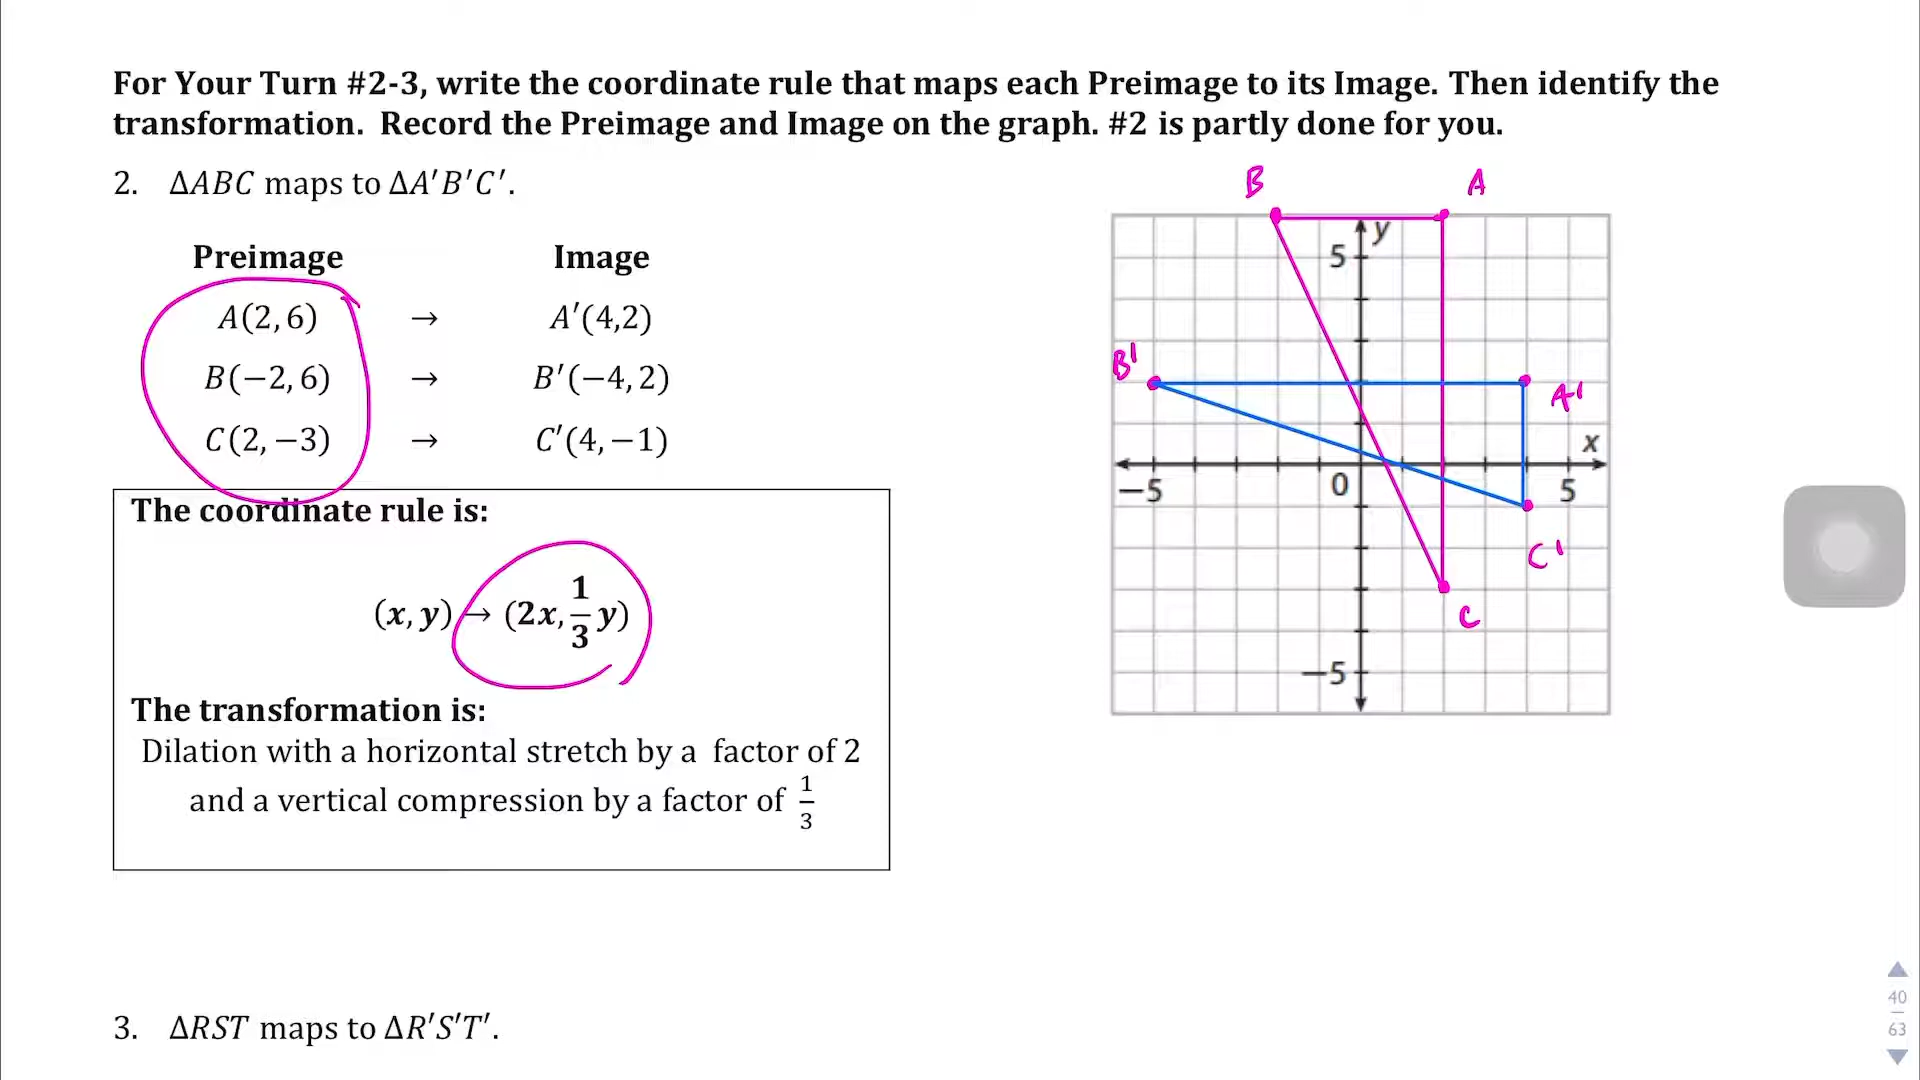 For Your Turn #2-3, write the coordinate rule that maps each Preimage to its Image. Then identify the
transformation. Record the Preimage and Image on the graph. #2 is partly done for you.
2. ΔABC maps to ΔA′B′C′.
Preimage Image
A(2, 6) → A′(4,2)
B(−2, 6) → B′(−4, 2)
C(2, −3) → C′(4, −1)
The coordinate rule is:
(x, y) → (2x, 1/3 y)
The transformation is:
Dilation with a horizontal stretch by a factor of 2
and a vertical compression by a factor of 1/3
B A
y
5
B' A'
x
−5 0 5
C'
C
−5
3. ΔRST maps to ΔR′S′T′.
40
63